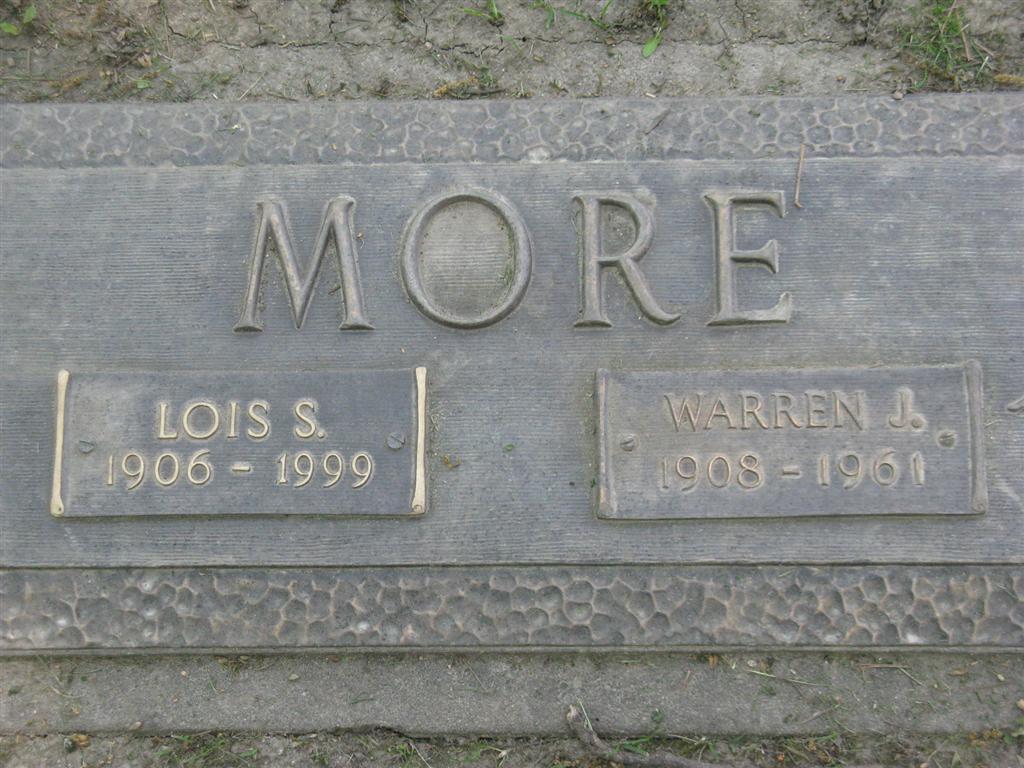 MORE
LOIS S.
1906 - 1999
WARREN J.
1908 - 1961